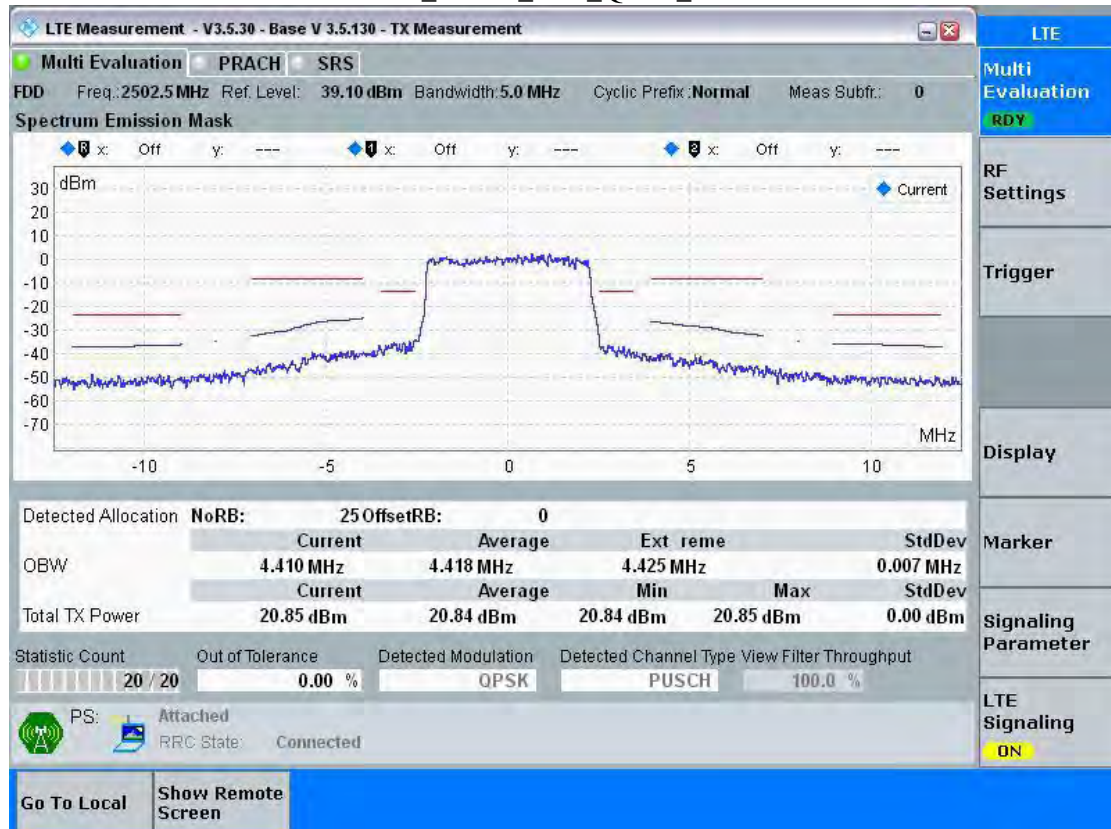 LTE Measurement - V3.5.30 - Base V 3.5.130 - TX Measurement
LTE
Multi Evaluation PRACH SRS
Multi Evaluation
RDY
FDD Freq.:2502.5 MHz Ref. Level: 39.10 dBm Bandwidth:5.0 MHz Cyclic Prefix :Normal Meas Subfr.: 0
Spectrum Emission Mask
R x: Off y: --- 1 x: Off y: --- 2 x: Off y: ---
dBm
Current
30
20
10
0
-10
-20
-30
-40
-50
-60
-70
MHz
-10 -5 0 5 10
RF Settings
Trigger
Display
Marker
Signaling Parameter
LTE Signaling
ON
Detected Allocation NoRB: 25 OffsetRB: 0
Current Average Ext reme StdDev
OBW 4.410 MHz 4.418 MHz 4.425 MHz 0.007 MHz
Current Average Min Max StdDev
Total TX Power 20.85 dBm 20.84 dBm 20.84 dBm 20.85 dBm 0.00 dBm
Statistic Count Out of Tolerance Detected Modulation Detected Channel Type View Filter Throughput
20 / 20 0.00 % QPSK PUSCH 100.0 %
PS: Attached
RRC State: Connected
Go To Local Show Remote Screen